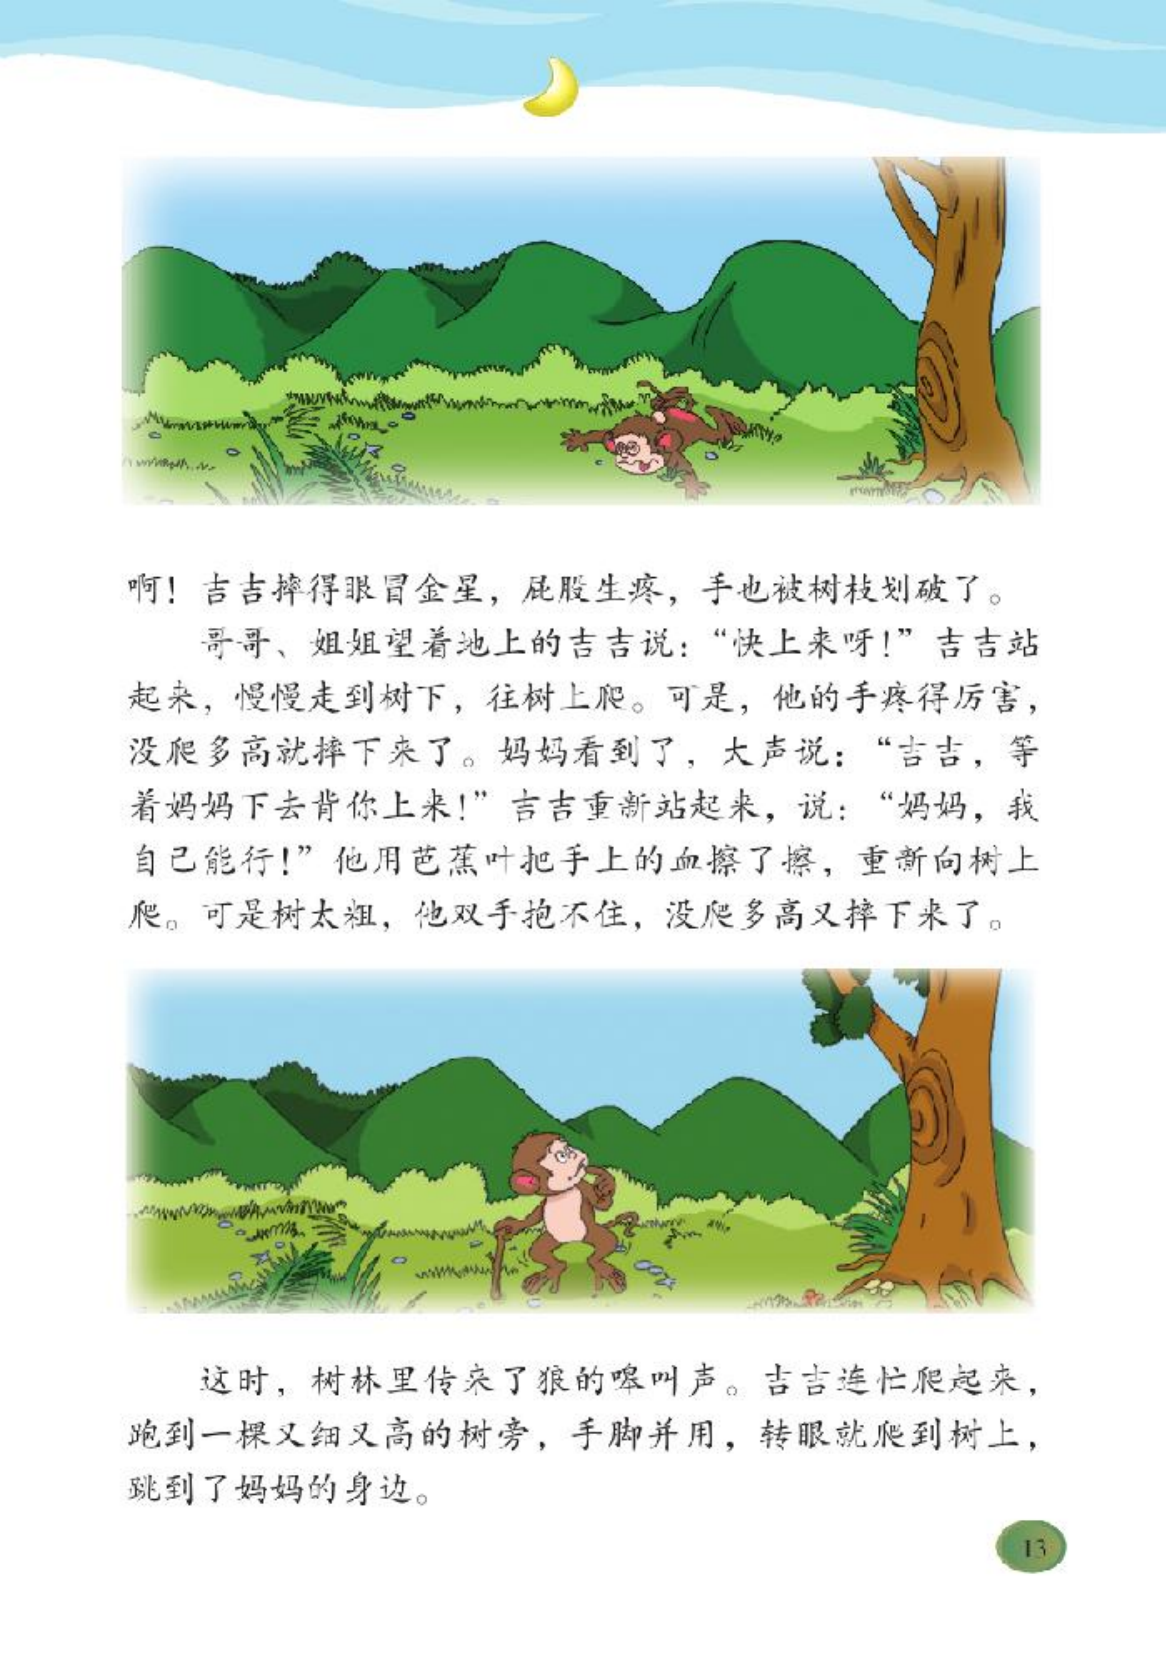 啊！吉吉摔得眼冒金星，屁股生疼，手也被树枝划破了。
哥哥、姐姐望着地上的吉吉说：“快上来呀！”吉吉站
起来，慢慢走到树下，往树上爬。可是，他的手疼得厉害，
没爬多高就摔下来了。妈妈看到了，大声说：“吉吉，等
着妈妈下去背你上来！”吉吉重新站起来，说：“妈妈，我
自己能行！”他用芭蕉叶把手上的血擦了擦，重新向树上
爬。可是树太粗，他双手抱不住，没爬多高又摔下来了。
这时，树林里传来了狼的嗥叫声。吉吉连忙爬起来，
跑到一棵又细又高的树旁，手脚并用，转眼就爬到树上，
跳到了妈妈的身边。
13